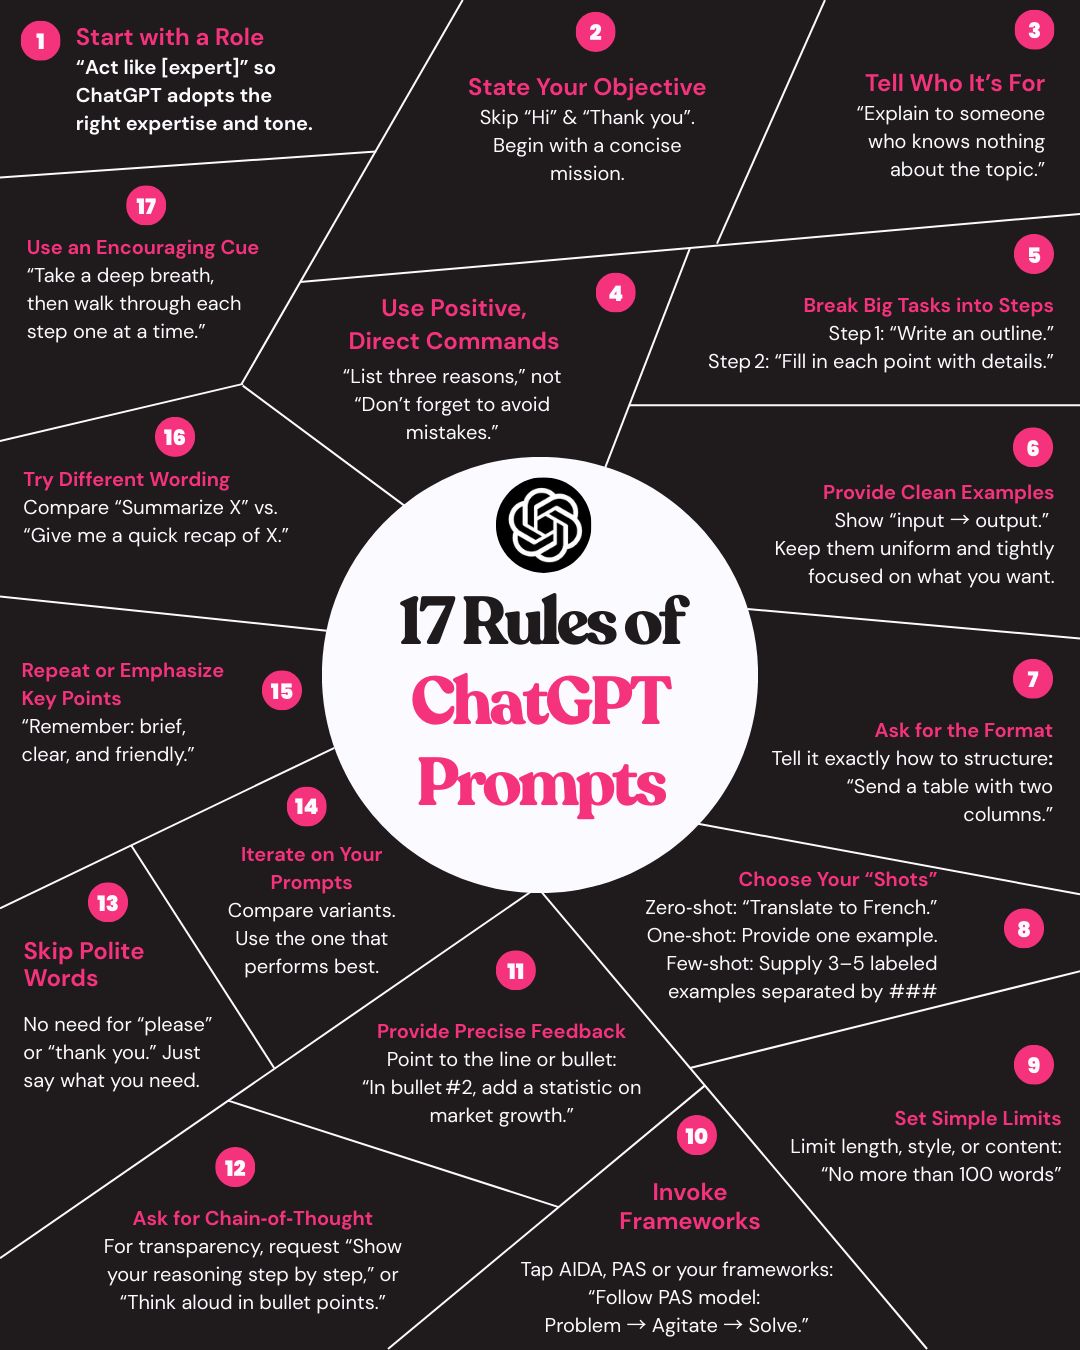 1
Start with a Role
“Act like [expert]” so
ChatGPT adopts the
right expertise and tone.
2
State Your Objective
Skip “Hi” & “Thank you”.
Begin with a concise
mission.
3
Tell Who It’s For
“Explain to someone
who knows nothing
about the topic.”
4
Use Positive,
Direct Commands
“List three reasons,” not
“Don’t forget to avoid
mistakes.”
5
Break Big Tasks into Steps
Step 1: “Write an outline.”
Step 2: “Fill in each point with details.”
6
Provide Clean Examples
Show “input → output.”
Keep them uniform and tightly
focused on what you want.
17 Rules of
ChatGPT
Prompts
7
Ask for the Format
Tell it exactly how to structure:
“Send a table with two
columns.”
8
Choose Your “Shots”
Zero-shot: “Translate to French.”
One-shot: Provide one example.
Few-shot: Supply 3–5 labeled
examples separated by ###
9
Set Simple Limits
Limit length, style, or content:
“No more than 100 words”
10
Invoke
Frameworks
Tap AIDA, PAS or your frameworks:
“Follow PAS model:
Problem → Agitate → Solve.”
11
Provide Precise Feedback
Point to the line or bullet:
“In bullet #2, add a statistic on
market growth.”
12
Ask for Chain-of-Thought
For transparency, request “Show
your reasoning step by step,” or
“Think aloud in bullet points.”
13
Skip Polite
Words
No need for “please”
or “thank you.” Just
say what you need.
14
Iterate on Your
Prompts
Compare variants.
Use the one that
performs best.
15
Repeat or Emphasize
Key Points
“Remember: brief,
clear, and friendly.”
16
Try Different Wording
Compare “Summarize X” vs.
“Give me a quick recap of X.”
17
Use an Encouraging Cue
“Take a deep breath,
then walk through each
step one at a time.”